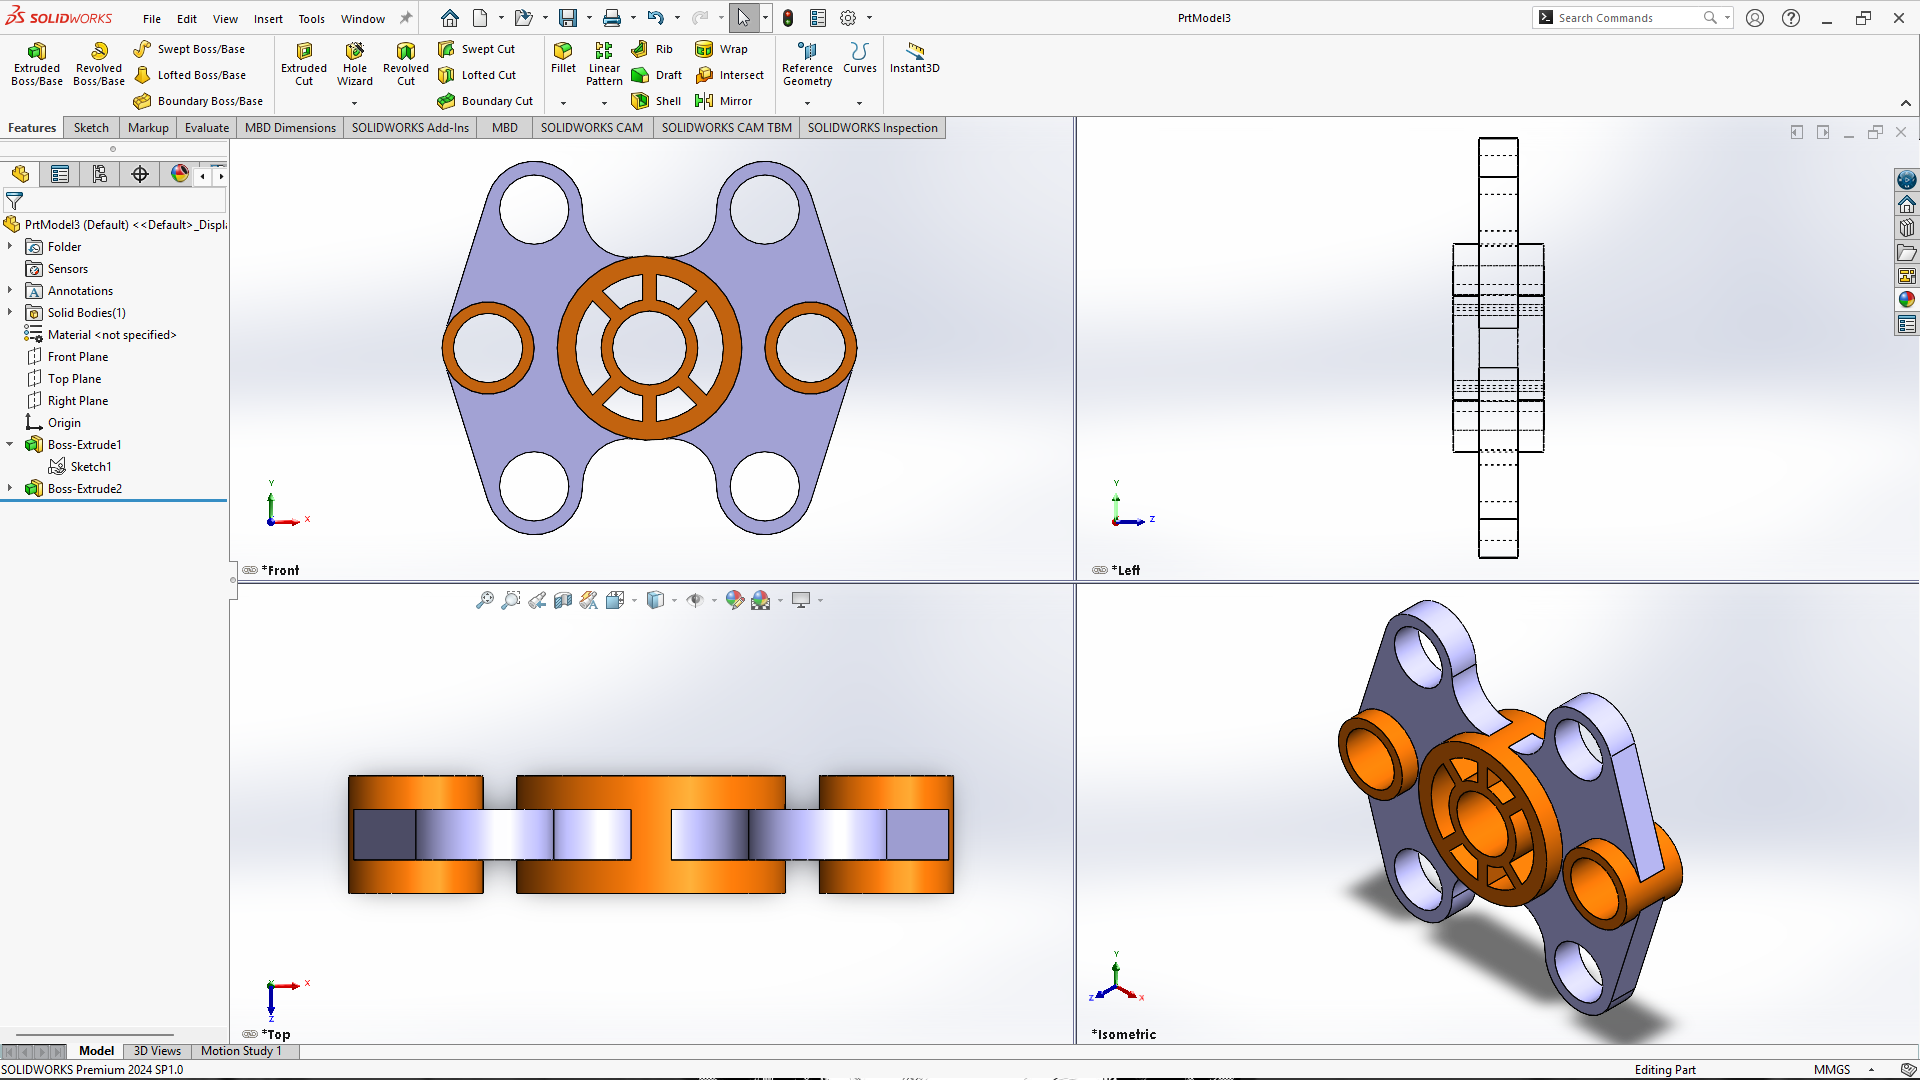 SOLIDWORKS File Edit View Insert Tools Window PrtModel3 Search Commands
Extruded Boss/Base
Revolved Boss/Base
Swept Boss/Base
Lofted Boss/Base
Boundary Boss/Base
Extruded Cut
Hole Wizard
Revolved Cut
Swept Cut
Lofted Cut
Boundary Cut
Fillet
Linear Pattern
Rib
Draft
Shell
Wrap
Intersect
Mirror
Reference Geometry
Curves
Instant3D
Features Sketch Markup Evaluate MBD Dimensions SOLIDWORKS Add-Ins MBD SOLIDWORKS CAM SOLIDWORKS CAM TBM SOLIDWORKS Inspection
PrtModel3 (Default) <<Default>_Displ
Folder
Sensors
Annotations
Solid Bodies(1)
Material <not specified>
Front Plane
Top Plane
Right Plane
Origin
Boss-Extrude1
Sketch1
Boss-Extrude2
Y
X
*Front
Y
Z
*Left
Y
X
Z
*Top
Y
Z
X
*Isometric
Model 3D Views Motion Study 1
SOLIDWORKS Premium 2024 SP1.0 Editing Part MMGS